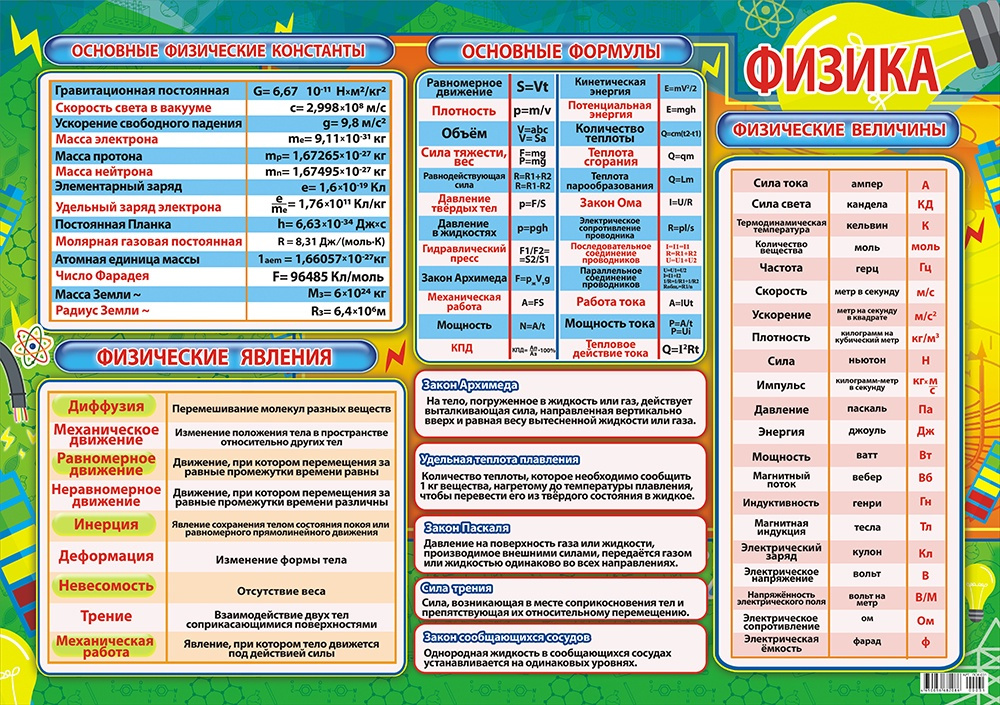 ФИЗИКА
ОСНОВНЫЕ ФИЗИЧЕСКИЕ КОНСТАНТЫ
Гравитационная постоянная G= 6,67 10⁻¹¹ Н×м²/кг²
Скорость света в вакууме c= 2,998×10⁸ м/с
Ускорение свободного падения g= 9,8 м/с²
Масса электрона mе= 9,11×10⁻³¹ кг
Масса протона mр= 1,67265×10⁻²⁷ кг
Масса нейтрона mп= 1,67495×10⁻²⁷ кг
Элементарный заряд e= 1,6×10⁻¹⁹ Кл
Удельный заряд электрона e/mе= 1,76×10¹¹ Кл/кг
Постоянная Планка h= 6,63×10⁻³⁴ Дж×с
Молярная газовая постоянная R = 8,31 Дж/(моль·К)
Атомная единица массы 1аем = 1,66057×10⁻²⁷кг
Число Фарадея F= 96485 Кл/моль
Масса Земли ~ Mз= 6×10²⁴ кг
Радиус Земли ~ Rз= 6,4×10⁶м
ФИЗИЧЕСКИЕ ЯВЛЕНИЯ
Диффузия Перемешивание молекул разных веществ
Механическое
движение
Изменение положения тела в пространстве
относительно других тел
Равномерное
движение
Движение, при котором перемещения за
равные промежутки времени равны
Неравномерное
движение
Движение, при котором перемещения за
равные промежутки времени различны
Инерция
Явление сохранения телом состояния покоя или
равномерного прямолинейного движения
Деформация Изменение формы тела
Невесомость Отсутствие веса
Трение
Взаимодействие двух тел
соприкасающимися поверхностями
Механическая
работа
Явление, при котором тело движется
под действием силы
ОСНОВНЫЕ ФОРМУЛЫ
Равномерное
движение
S=Vt
Кинетическая
энергия
E=mV²/2
Плотность p=m/v
Потенциальная
энергия
E=mgh
Объём
V=abc
V= Sa
Количество
теплоты
Q=cm(t2-t1)
Сила тяжести,
вес
F=mg
P=mg
Теплота
сгорания
Q=qm
Равнодействующая
сила
R=R1+R2
R=R1-R2
Теплота
парообразования
Q=Lm
Давление
твёрдых тел
p=F/S
Закон Ома I=U/R
Давление
в жидкостях
p=pgh
Электрическое
сопротивление
проводника
R=pl/s
Гидравлический
пресс
F1/F2=
=S2/S1
Последовательное
соединение
проводников
I=I1=I1
R=R1+R2
U=U1+U2
Закон Архимеда F=pжVтg
Параллельное
соединение
проводников
U=U1=U2
I=I1+I2
Механическая
работа
A=FS
Работа тока A=IUt
Мощность N=A/t
Мощность тока
P=A/t
P=Ui
КПД
Тепловое
действие тока
Q=I²Rt
Закон Архимеда
На тело, погруженное в жидкость или газ, действует
выталкивающая сила, направленная вертикально
вверх и равная весу вытесненной жидкости или газа.
Удельная теплота плавления
Количество теплоты, которое необходимо сообщить
1 кг вещества, нагретому до температуры плавления,
чтобы перевести его из твёрдого состояния в жидкое.
Закон Паскаля
Давление на поверхность газа или жидкости,
производимое внешними силами, передаётся газом
или жидкостью одинаково во всех направлениях.
Сила трения
Сила, возникающая в месте соприкосновения тел и
препятствующая их относительному перемещению.
Закон сообщающихся сосудов
Однородная жидкость в сообщающихся сосудах
устанавливается на одинаковых уровнях.
ФИЗИЧЕСКИЕ ВЕЛИЧИНЫ
Сила тока ампер А
Сила света кандела КД
Термодинамическая
температура
кельвин К
Количество
вещества
моль моль
Частота герц Гц
Скорость метр в секунду м/с
Ускорение
метр на секунду
в квадрате
м/с²
Плотность
килограмм на
кубический метр
кг/м³
Сила ньютон Н
Импульс
килограмм-метр
в секунду
кг×м/с
Давление паскаль Па
Энергия джоуль Дж
Мощность ватт Вт
Магнитный
поток
вебер Вб
Индуктивность генри Гн
Магнитная
индукция
тесла Тл
Электрический
заряд
кулон Кл
Электрическое
напряжение
вольт В
Напряжённость
электрического поля
вольт на
метр
В/М
Электрическое
сопротивление
ом Ом
Электрическая
ёмкость
фарад ф